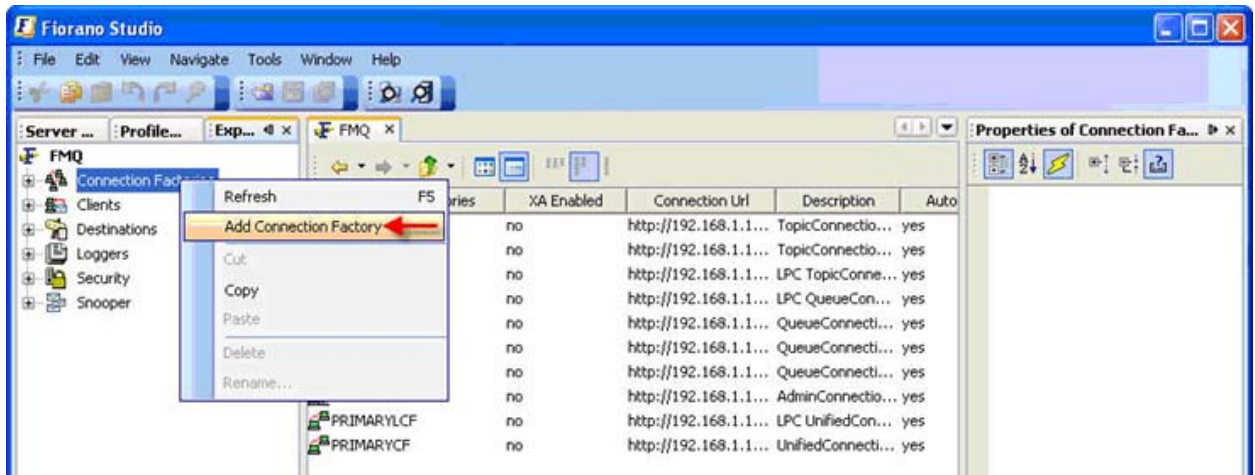 Fiorano Studio
File Edit View Navigate Tools Window Help
Server ... Profile... Exp... FMQ Properties of Connection Fa...
FMQ
Connection
Clients
Destinations
Loggers
Security
Snooper
Refresh F5
Add Connection Factory
Cut
Copy
Paste
Delete
Rename...
XA Enabled Connection Url Description Auto
no http://192.168.1.1... TopicConnectio... yes
no http://192.168.1.1... TopicConnectio... yes
no http://192.168.1.1... LPC TopicConne... yes
no http://192.168.1.1... LPC QueueCon... yes
no http://192.168.1.1... QueueConnecti... yes
no http://192.168.1.1... QueueConnecti... yes
no http://192.168.1.1... QueueConnecti... yes
no http://192.168.1.1... AdminConnectio... yes
PRIMARYLCF no http://192.168.1.1... LPC UnifiedCon... yes
PRIMARYCF no http://192.168.1.1... UnifiedConnecti... yes